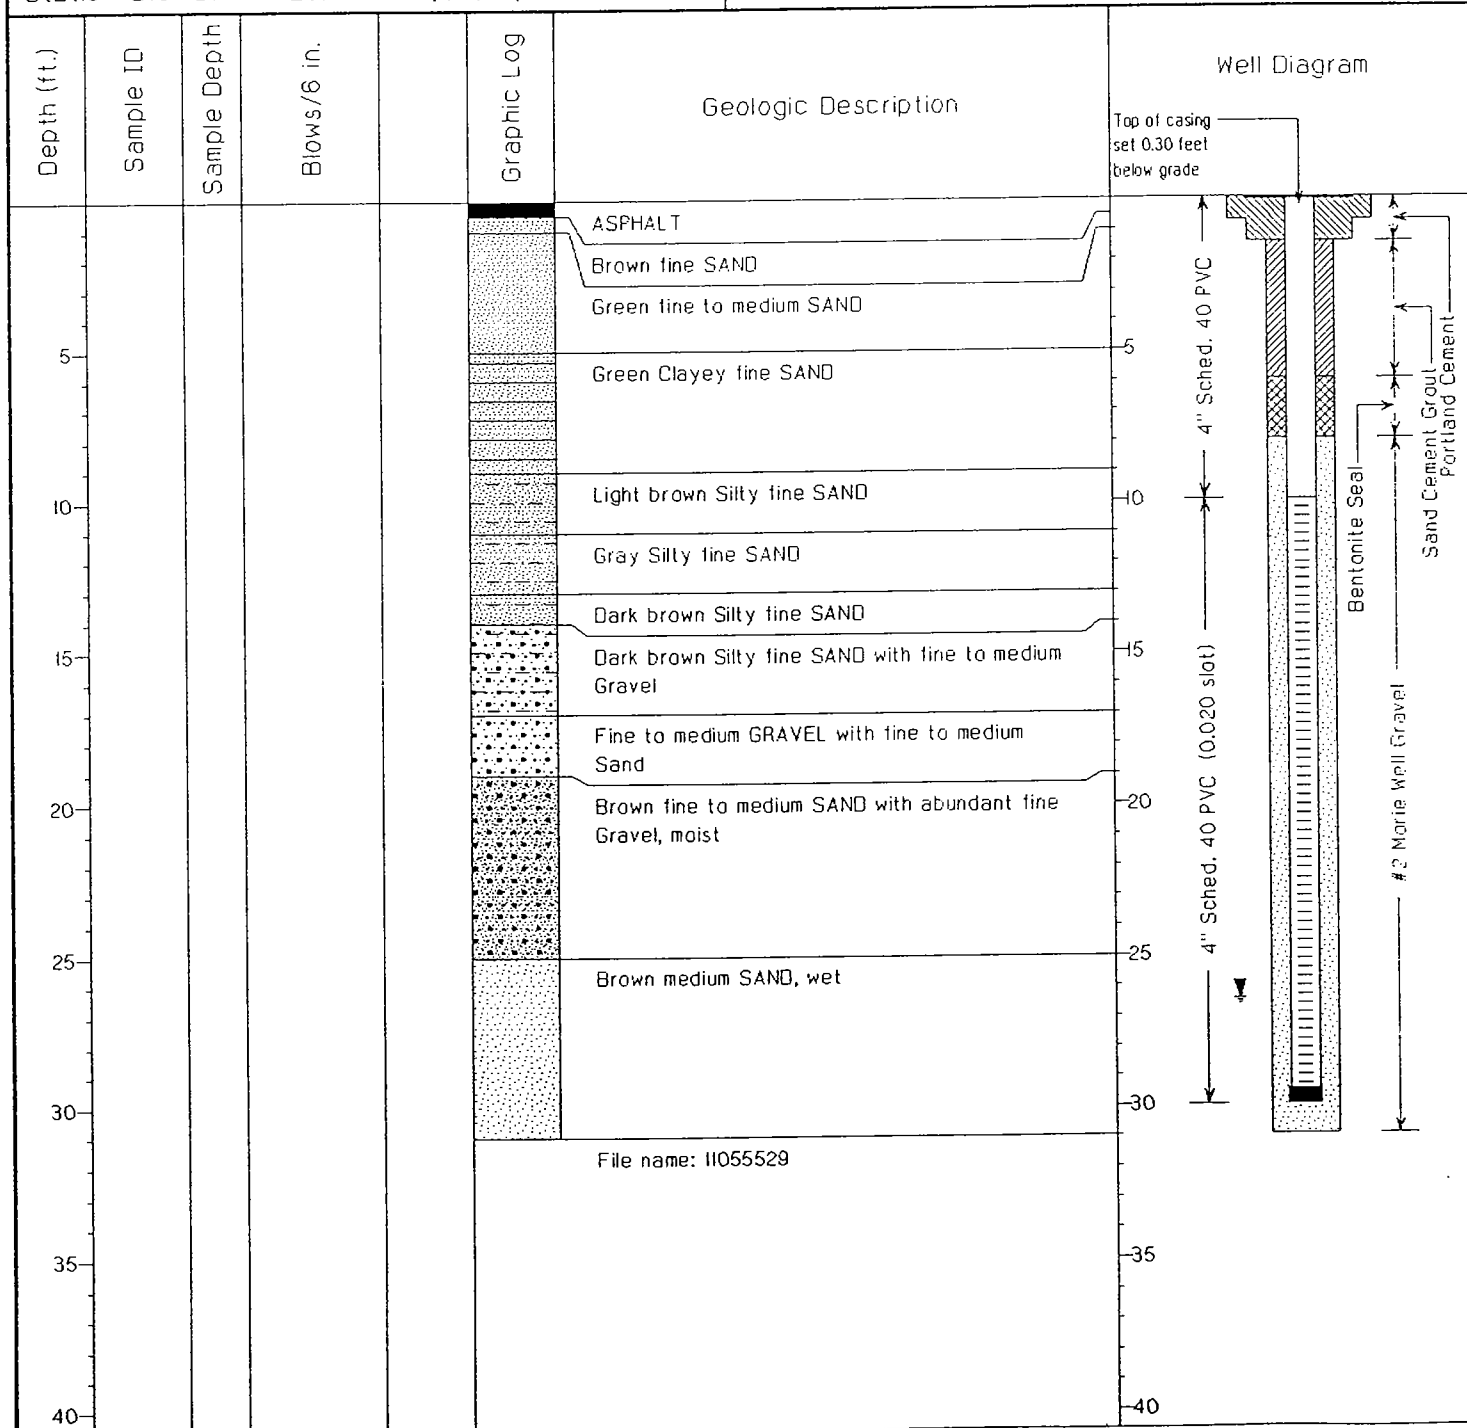 Depth (ft.)
Sample ID
Sample Depth
Blows/6 in.
Graphic Log
Geologic Description
Well Diagram
Top of casing
set 0.30 feet
below grade
ASPHALT
Brown fine SAND
Green fine to medium SAND
Green Clayey fine SAND
Light brown Silty fine SAND
Gray Silty fine SAND
Dark brown Silty fine SAND
Dark brown Silty fine SAND with fine to medium
Gravel
Fine to medium GRAVEL with fine to medium
Sand
Brown fine to medium SAND with abundant fine
Gravel, moist
Brown medium SAND, wet
File name: 11055529
5
10
15
20
25
30
35
40
5
10
15
20
25
30
35
40
4" Sched. 40 PVC
4" Sched. 40 PVC (0.020 slot)
Bentonite Seal
#2 Morie Well Gravel
Sand Cement Grout
Portland Cement